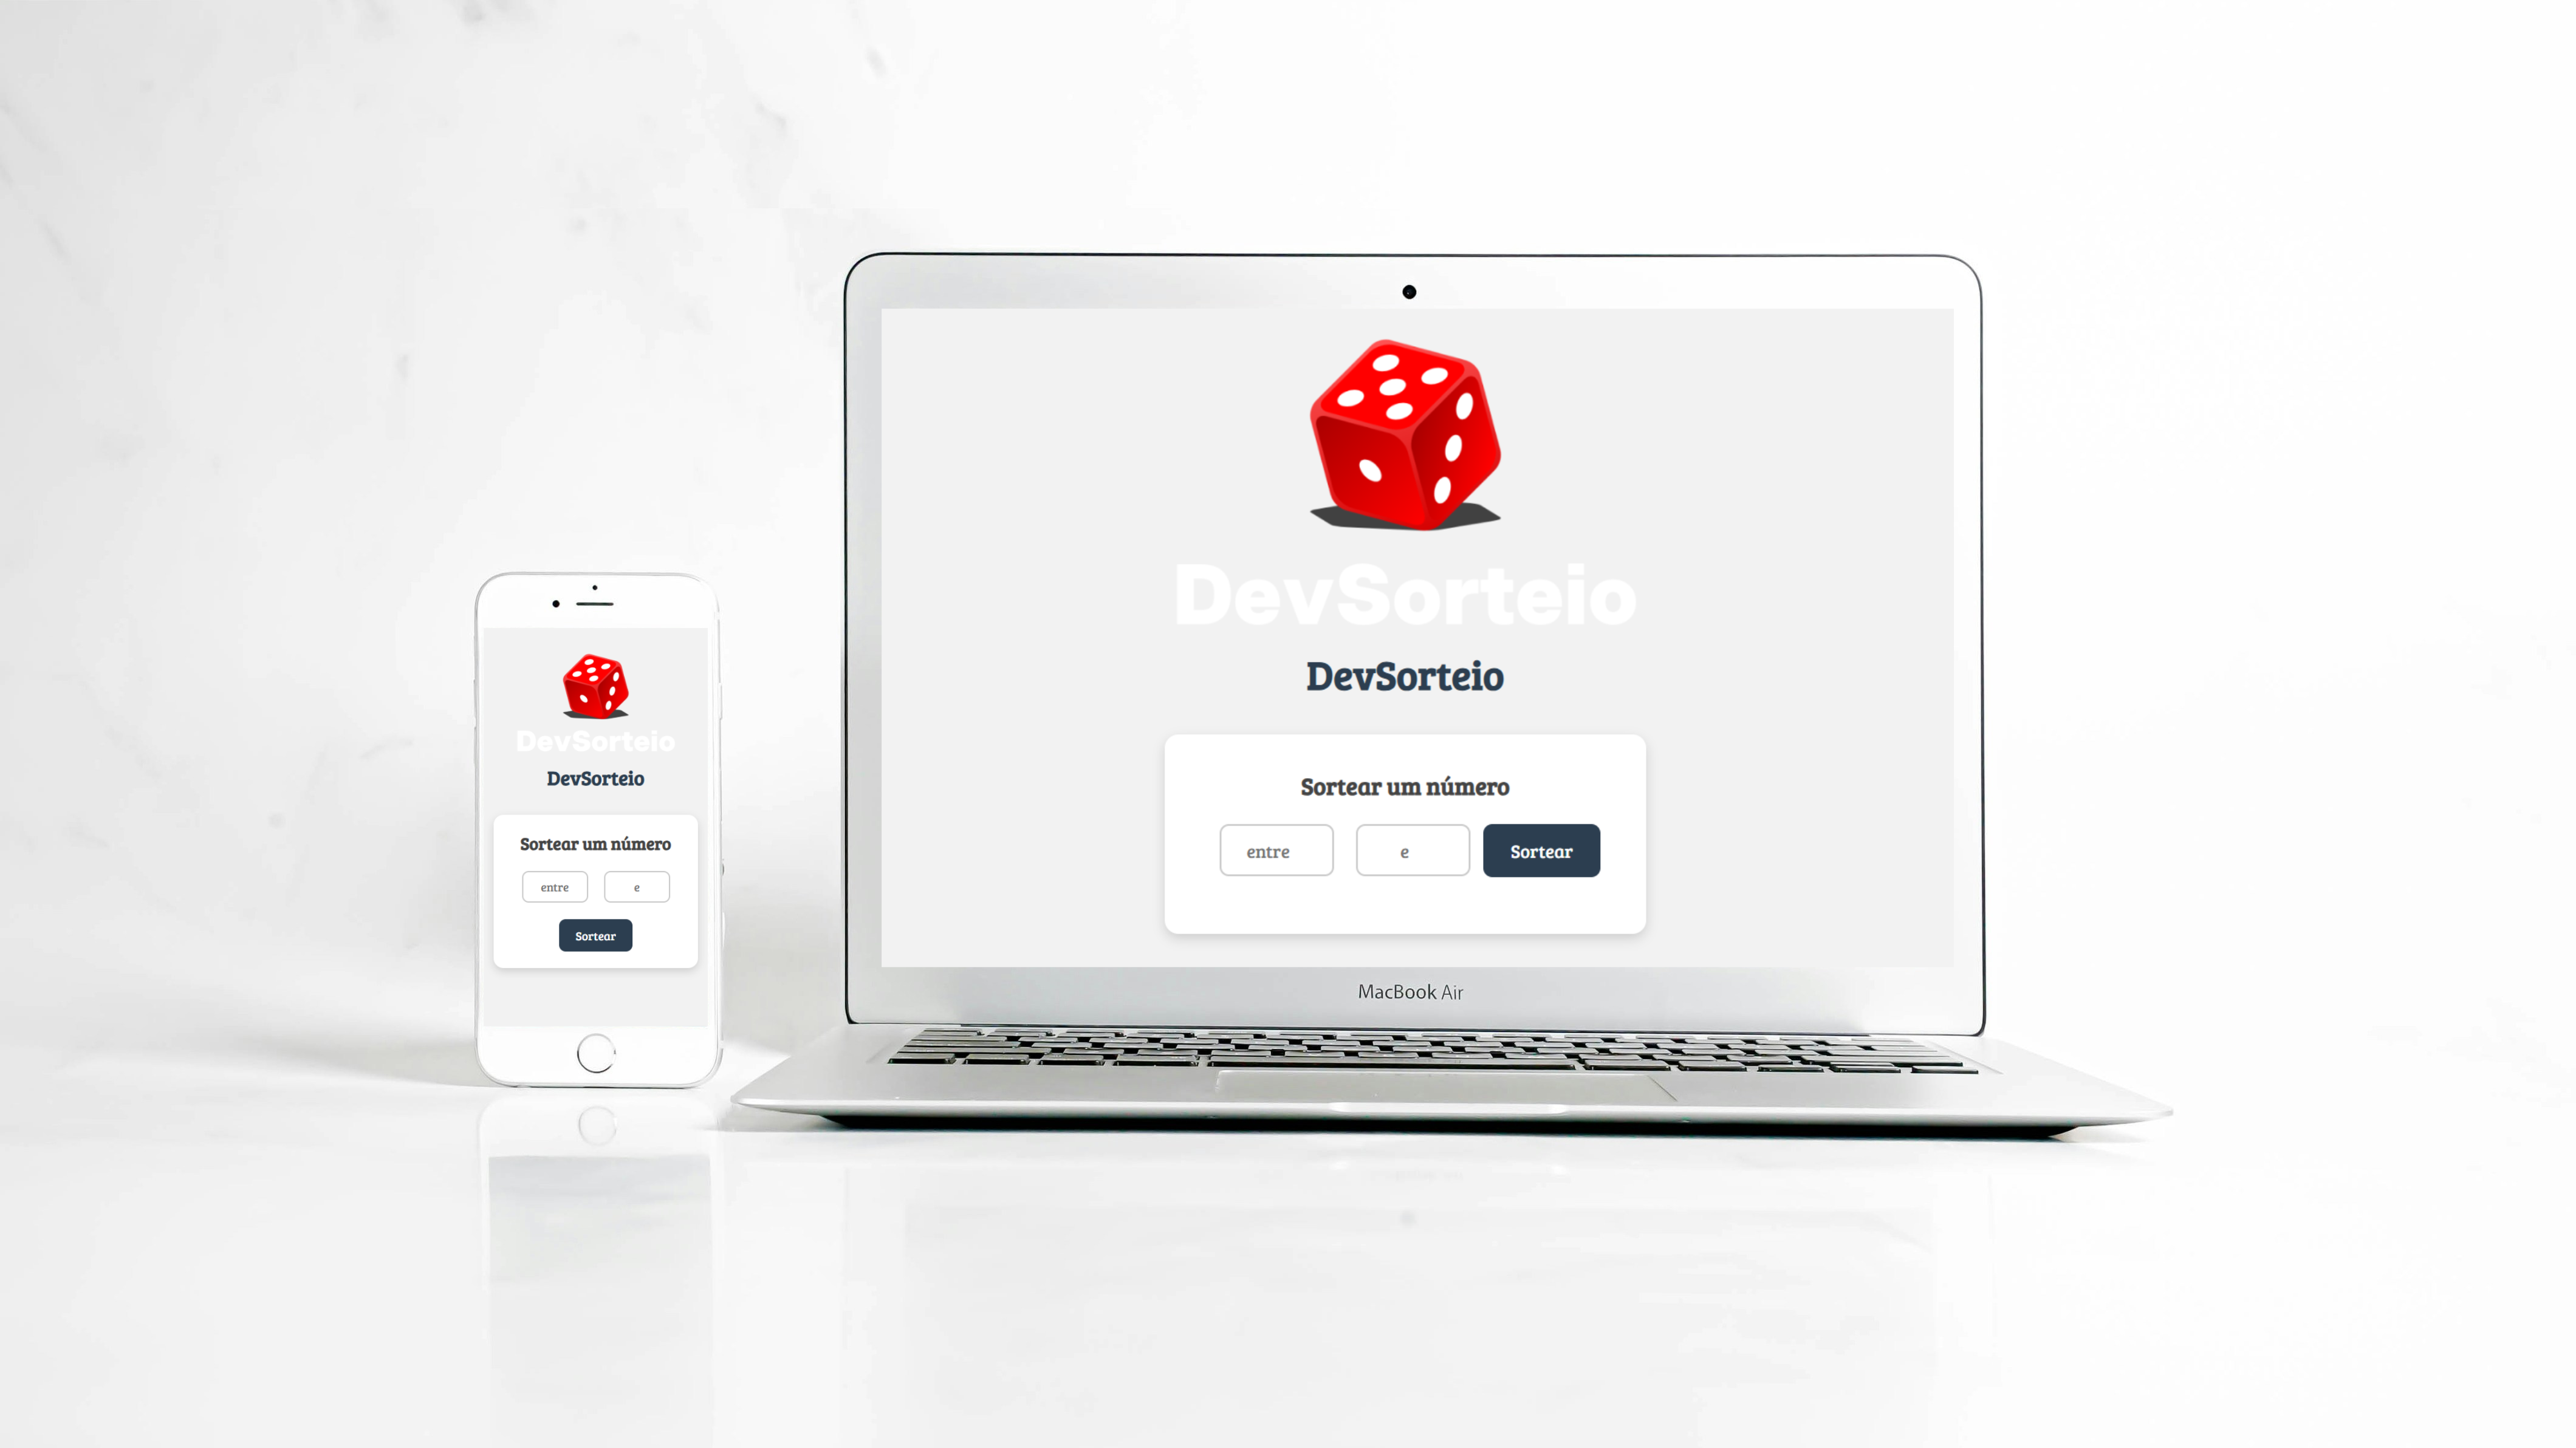 DevSorteio
DevSorteio
Sortear um número
entre
e
Sortear
DevSorteio
DevSorteio
Sortear um número
entre
e
Sortear
MacBook Air